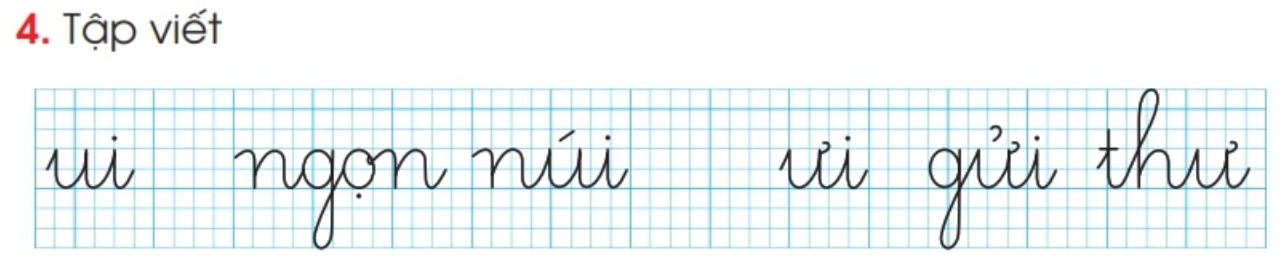 4. Tập viết
ui ngọn núi ưi gửi thư